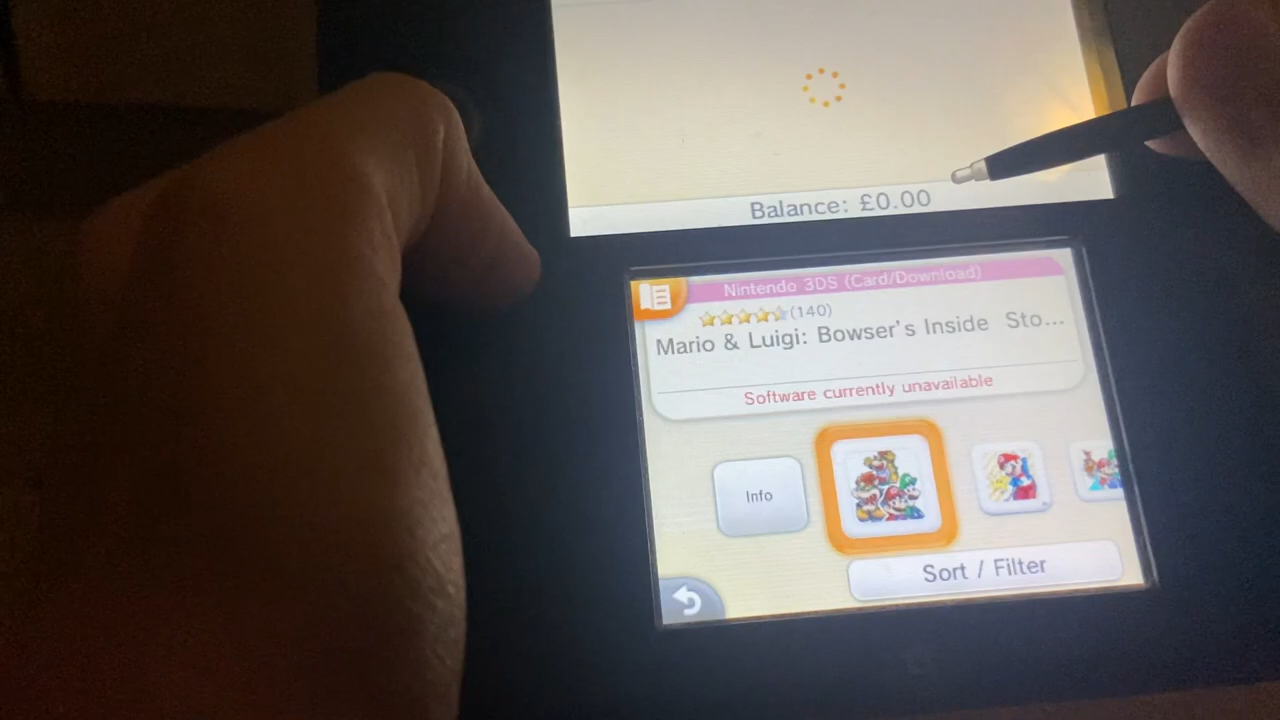 Balance: £0.00
Nintendo 3DS (Card/Download)
(140)
Mario & Luigi: Bowser's Inside Sto...
Software currently unavailable
Info
Sort / Filter